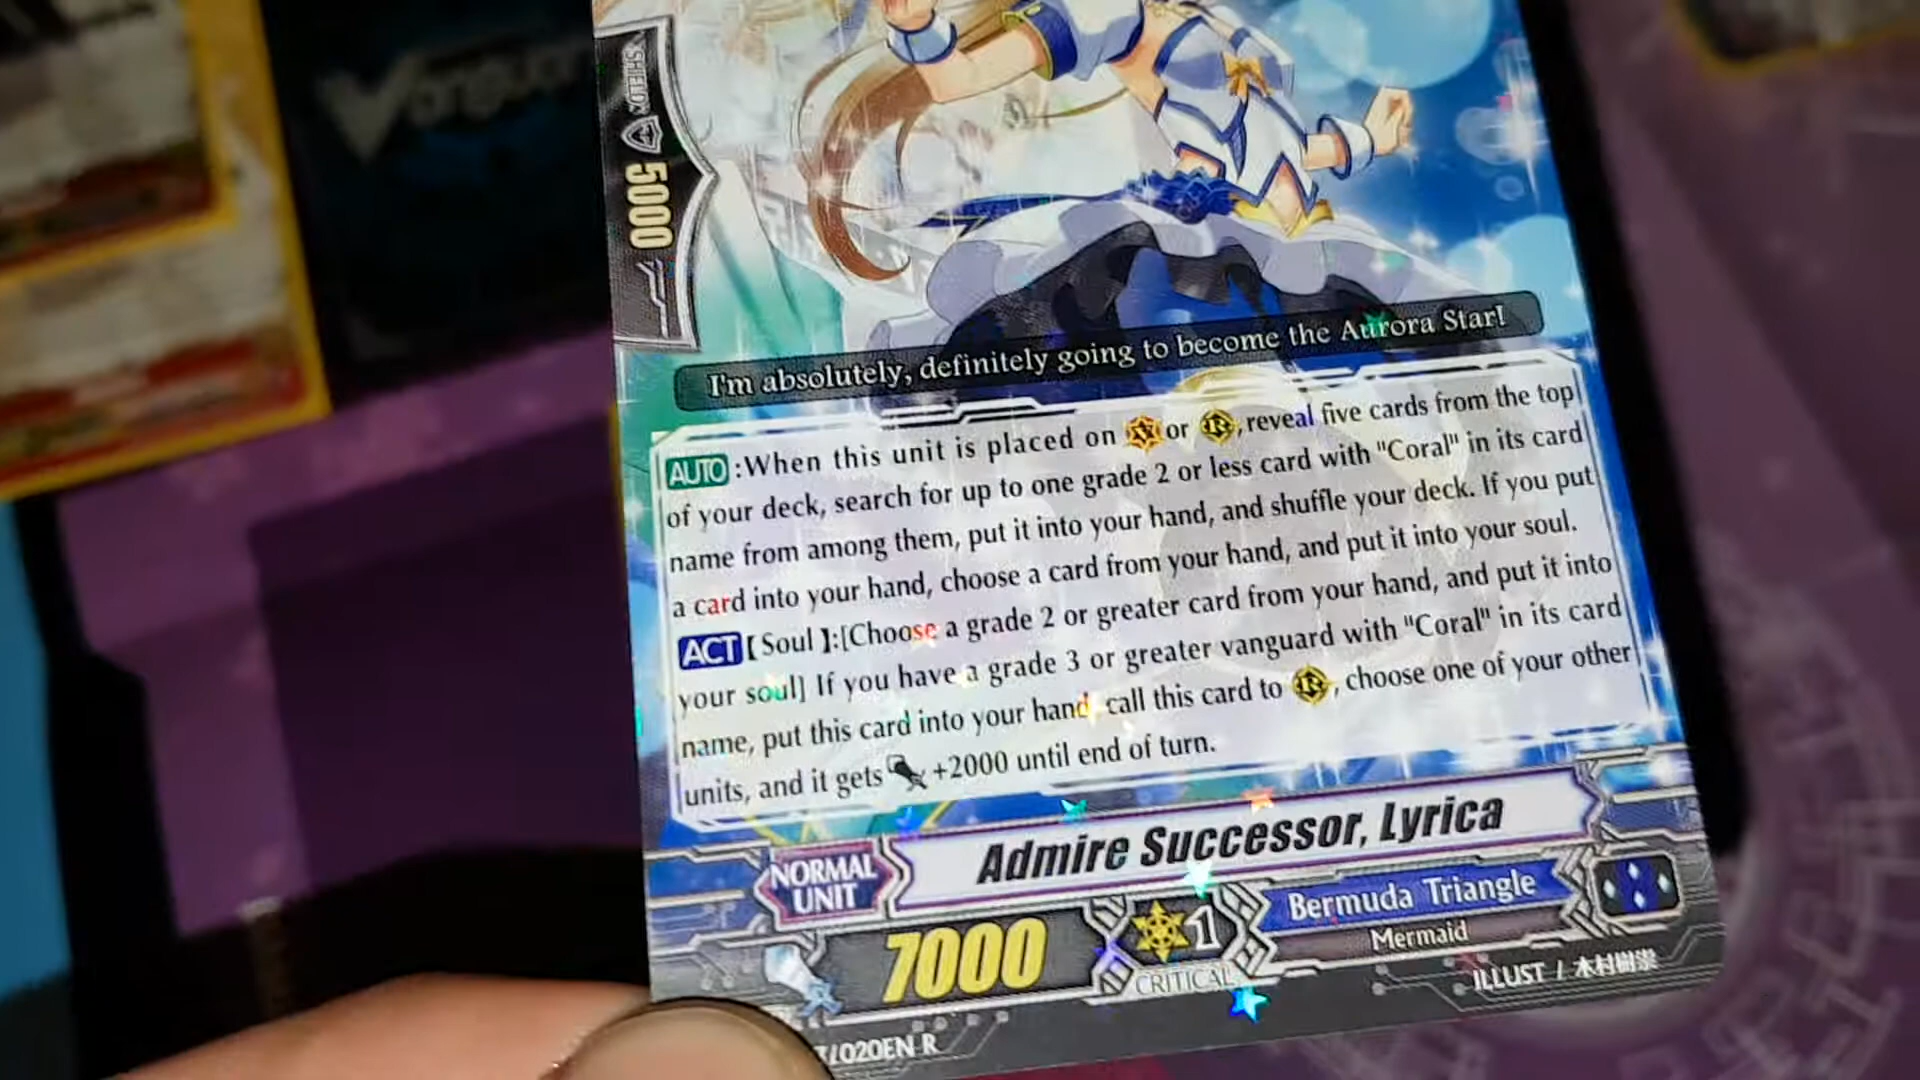 Vanguard
SHIELD
5000
I'm absolutely, definitely going to become the Aurora Star!
AUTO:When this unit is placed on V or R, reveal five cards from the top
of your deck, search for up to one grade 2 or less card with "Coral" in its card
name from among them, put it into your hand, and shuffle your deck. If you put
a card into your hand, choose a card from your hand, and put it into your soul.
ACT【Soul】:[Choose a grade 2 or greater card from your hand, and put it into
your soul] If you have a grade 3 or greater vanguard with "Coral" in its card
name, put this card into your hand, call this card to R, choose one of your other
units, and it gets +2000 until end of turn.
NORMAL
UNIT
Admire Successor, Lyrica
7000
1
CRITICAL
Bermuda Triangle
Mermaid
ILLUST / 木村樹崇
/020EN R